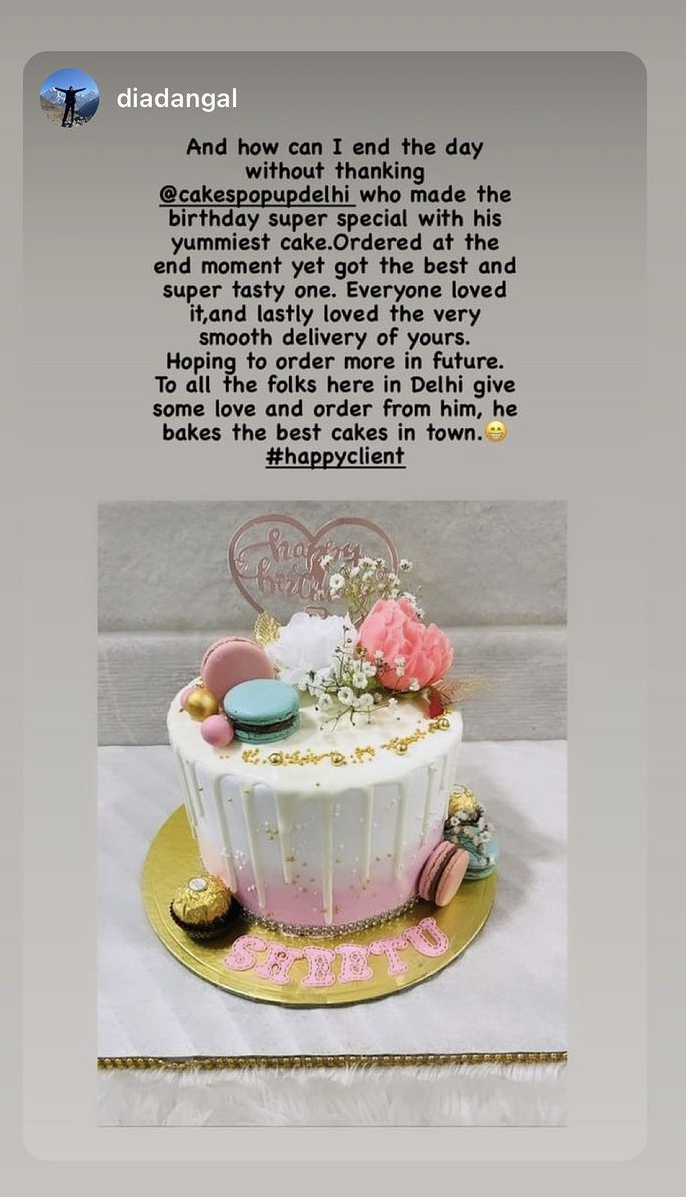 diadangal
And how can I end the day
without thanking
@cakespopupdelhi who made the
birthday super special with his
yummiest cake.Ordered at the
end moment yet got the best and
super tasty one. Everyone loved
it,and lastly loved the very
smooth delivery of yours.
Hoping to order more in future.
To all the folks here in Delhi give
some love and order from him, he
bakes the best cakes in town.😁
#happyclient
happy